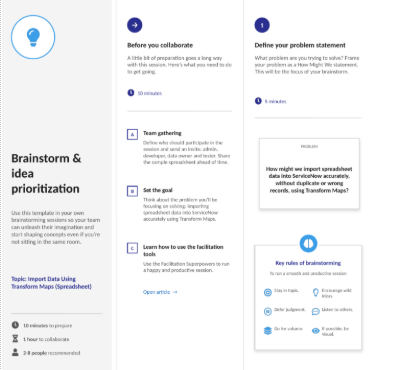 Brainstorm &
idea
prioritization
Use this template in your own
brainstorming sessions so your team
can unleash their imagination and
start shaping concepts even if you're
not sitting in the same room.
Topic: Import Data Using
Transform Maps (Spreadsheet)
10 minutes to prepare
1 hour to collaborate
2-8 people recommended
Before you collaborate
A little bit of preparation goes a long
way with this session. Here's what you need to do
to get going.
10 minutes
A
Team gathering
Define who should participate in the
session and send an invite: admin,
developer, data owner and tester. Share
the sample spreadsheet ahead of time.
B
Set the goal
Think about the problem you'll be
focusing on solving: importing
spreadsheet data into ServiceNow
accurately using Transform Maps.
C
Learn how to use the facilitation
tools
Use the Facilitation Superpowers to run
a happy and productive session.
Open article →
1
Define your problem statement
What problem are you trying to solve? Frame
your problem as a How Might We statement.
This will be the focus of your brainstorm.
5 minutes
PROBLEM
How might we import spreadsheet
data into ServiceNow accurately,
without duplicate or wrong
records, using Transform Maps?
Key rules of brainstorming
To run a smooth and productive session
Stay in topic.
Encourage wild
ideas.
Defer judgment.
Listen to others.
Go for volume.
If possible, be
visual.